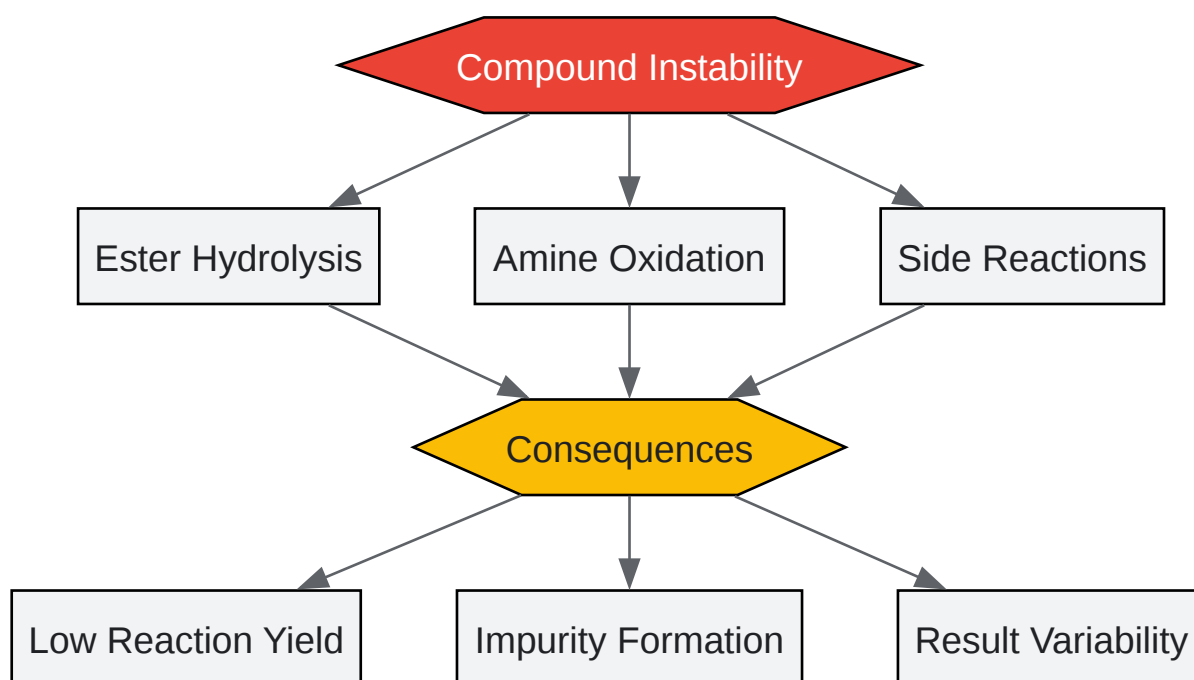 Compound Instability
Ester Hydrolysis
Amine Oxidation
Side Reactions
Consequences
Low Reaction Yield
Impurity Formation
Result Variability